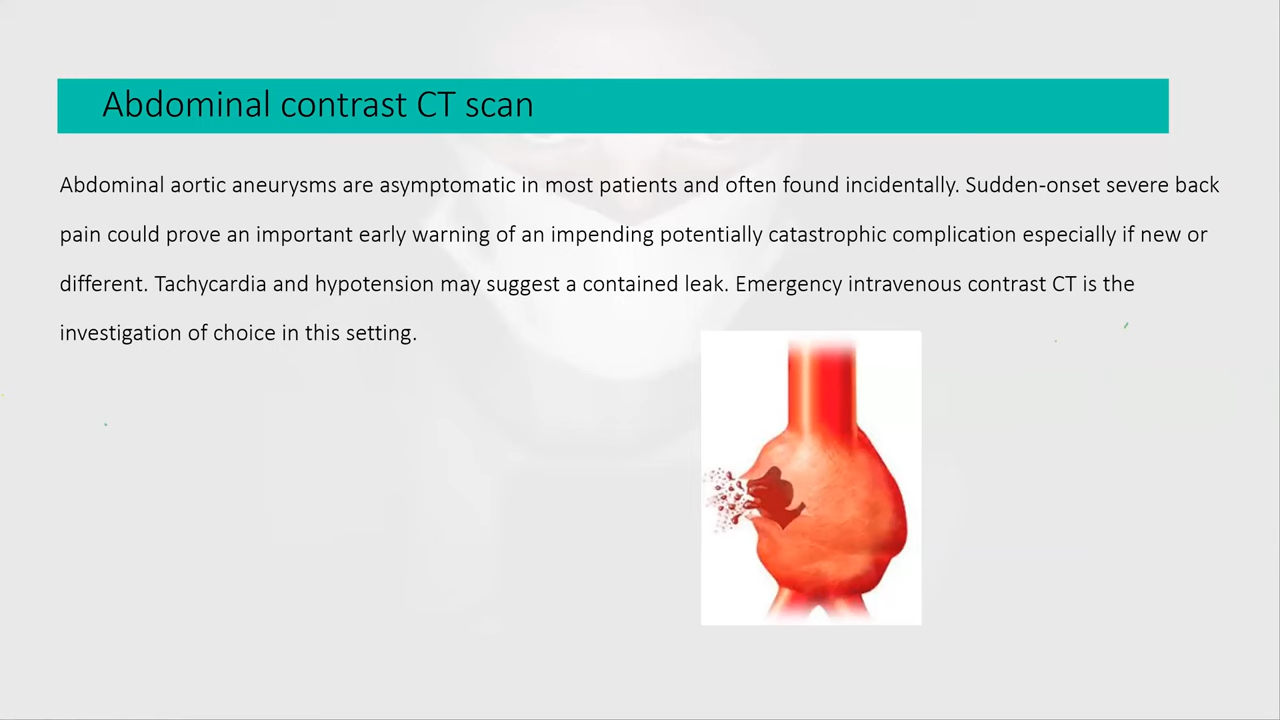 Abdominal contrast CT scan
Abdominal aortic aneurysms are asymptomatic in most patients and often found incidentally. Sudden-onset severe back
pain could prove an important early warning of an impending potentially catastrophic complication especially if new or
different. Tachycardia and hypotension may suggest a contained leak. Emergency intravenous contrast CT is the
investigation of choice in this setting.